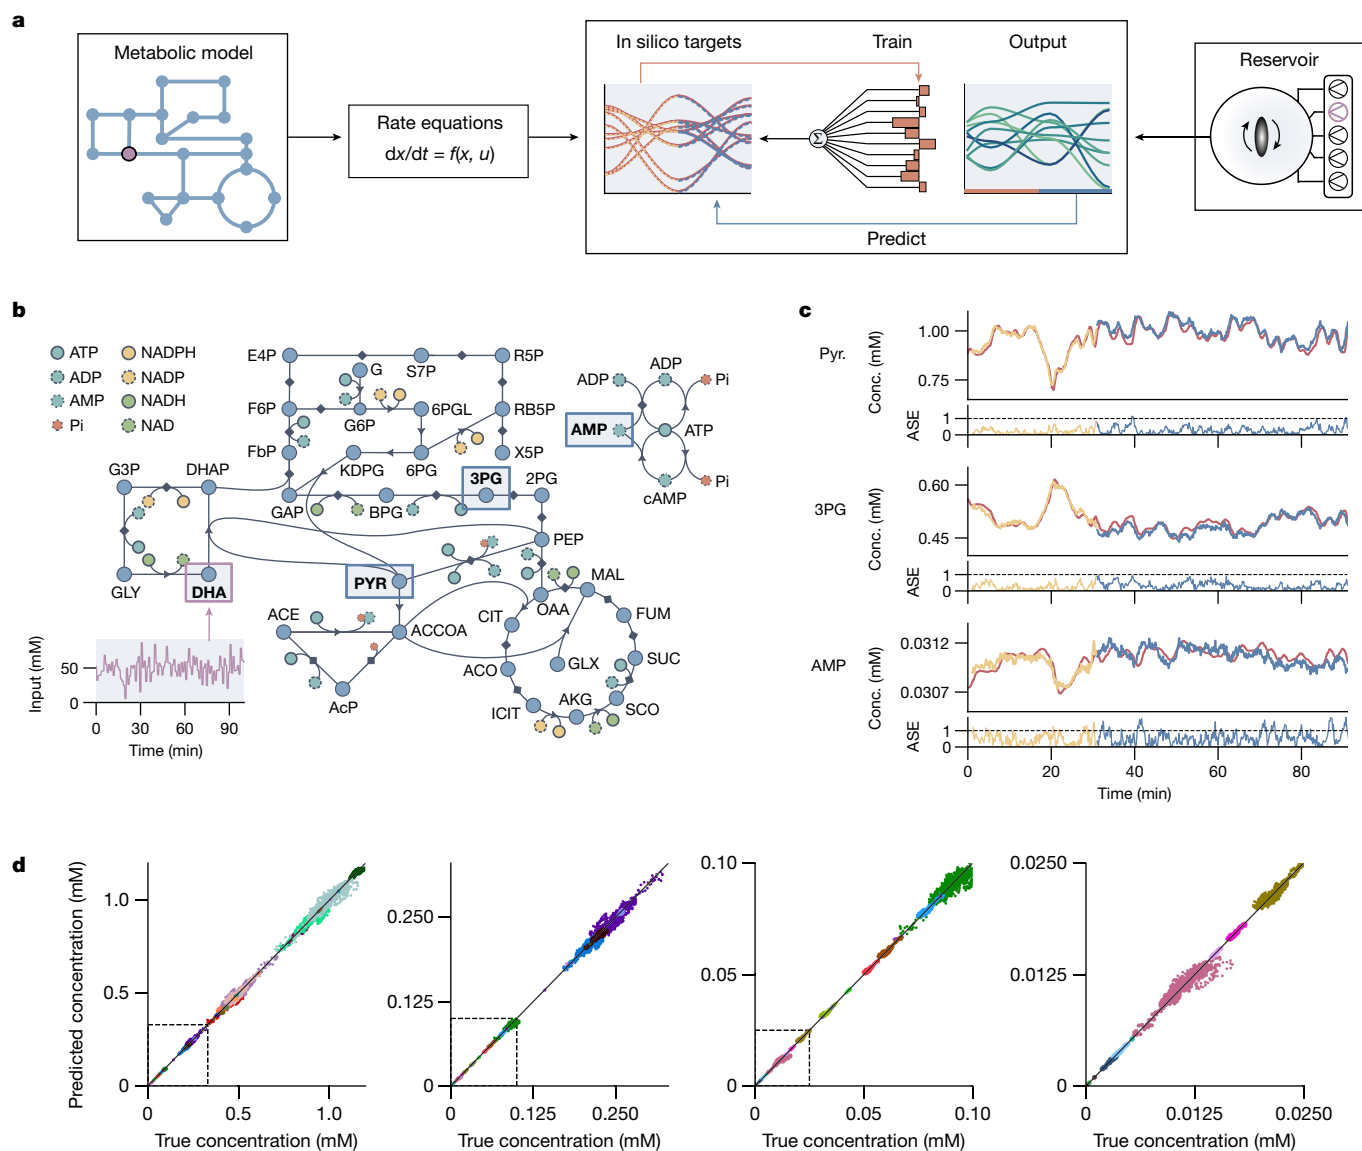 a
Metabolic model
Rate equations
dx/dt = f(x, u)
In silico targets
Train
Output
Σ
Predict
Reservoir
b
ATP
NADPH
ADP
NADP
AMP
NADH
Pi
NAD
E4P
G
S7P
R5P
F6P
G6P
6PGL
RB5P
FbP
KDPG
6PG
X5P
G3P
DHAP
GAP
BPG
3PG
2PG
PEP
GLY
DHA
PYR
ACE
ACCOA
AcP
CIT
OAA
MAL
FUM
ACO
GLX
SUC
ICIT
AKG
SCO
ADP
ADP
Pi
AMP
ATP
cAMP
Pi
Input (mM)
50
0
0 30 60 90
Time (min)
c
Pyr.
Conc. (mM)
1.00
0.75
ASE
1
0
3PG
Conc. (mM)
0.60
0.45
ASE
1
0
AMP
Conc. (mM)
0.0312
0.0307
ASE
1
0
0 20 40 60 80
Time (min)
d
Predicted concentration (mM)
1.0
0.5
0
0 0.5 1.0
True concentration (mM)
0.250
0.125
0
0 0.125 0.250
True concentration (mM)
0.10
0.05
0
0 0.05 0.10
True concentration (mM)
0.0250
0.0125
0
0 0.0125 0.0250
True concentration (mM)